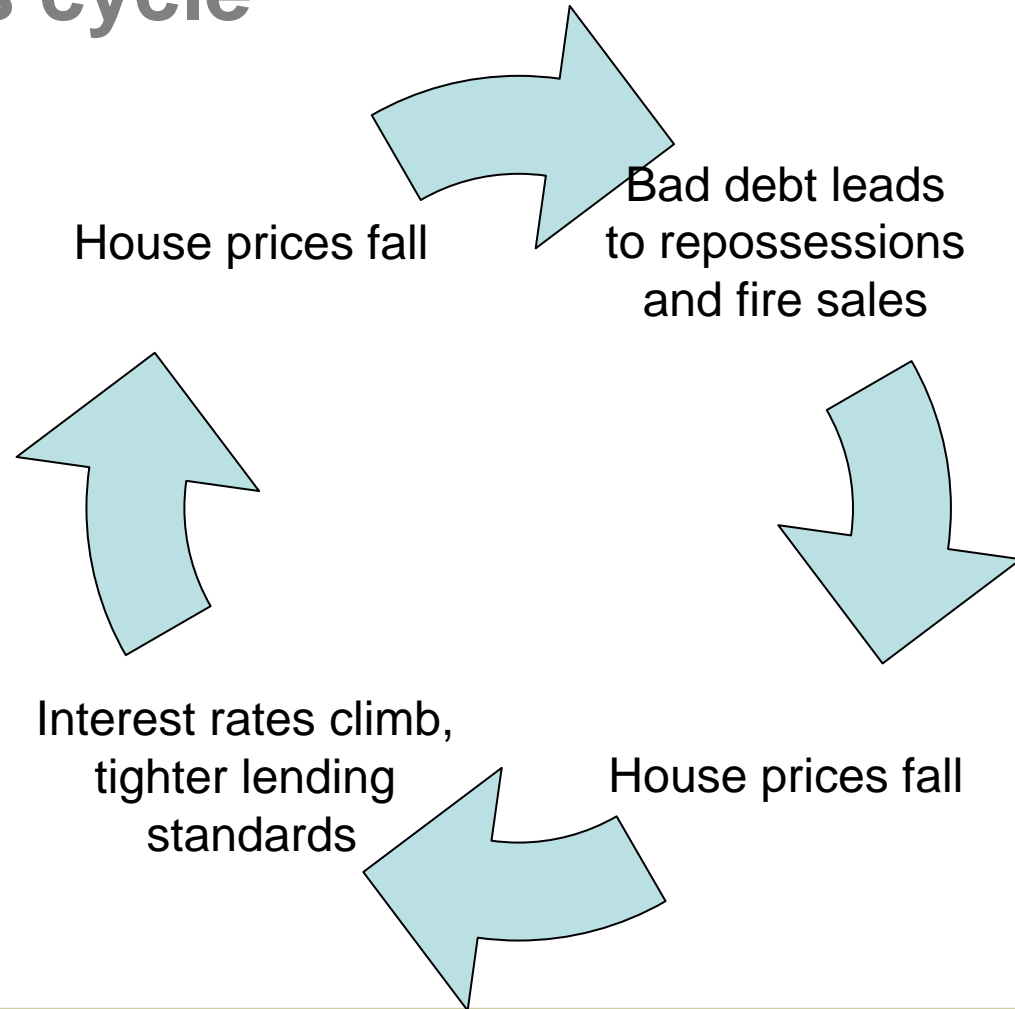 cycle
House prices fall
Bad debt leads
to repossessions
and fire sales
Interest rates climb,
tighter lending
standards
House prices fall